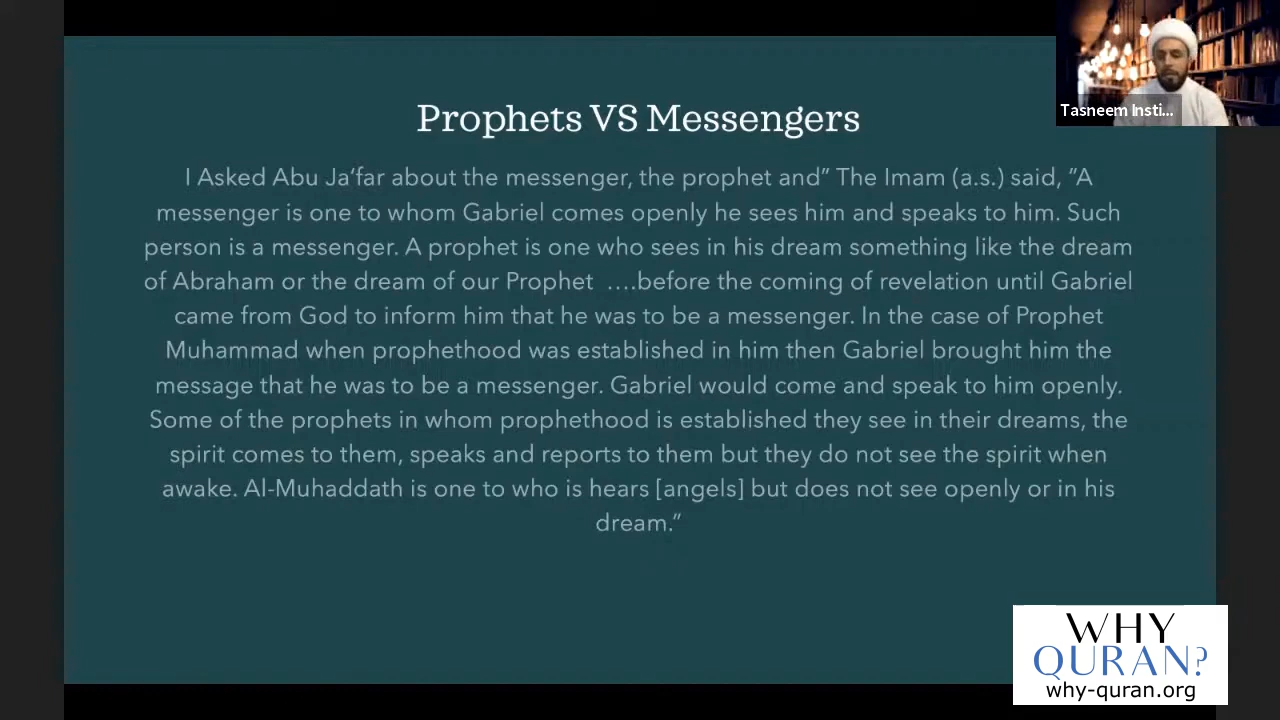 Prophets VS Messengers
I Asked Abu Ja‘far about the messenger, the prophet and” The Imam (a.s.) said, “A
messenger is one to whom Gabriel comes openly he sees him and speaks to him. Such
person is a messenger. A prophet is one who sees in his dream something like the dream
of Abraham or the dream of our Prophet ….before the coming of revelation until Gabriel
came from God to inform him that he was to be a messenger. In the case of Prophet
Muhammad when prophethood was established in him then Gabriel brought him the
message that he was to be a messenger. Gabriel would come and speak to him openly.
Some of the prophets in whom prophethood is established they see in their dreams, the
spirit comes to them, speaks and reports to them but they do not see the spirit when
awake. Al-Muhaddath is one to who is hears [angels] but does not see openly or in his
dream.”
Tasneem Insti...
WHY
QURAN?
why-quran.org